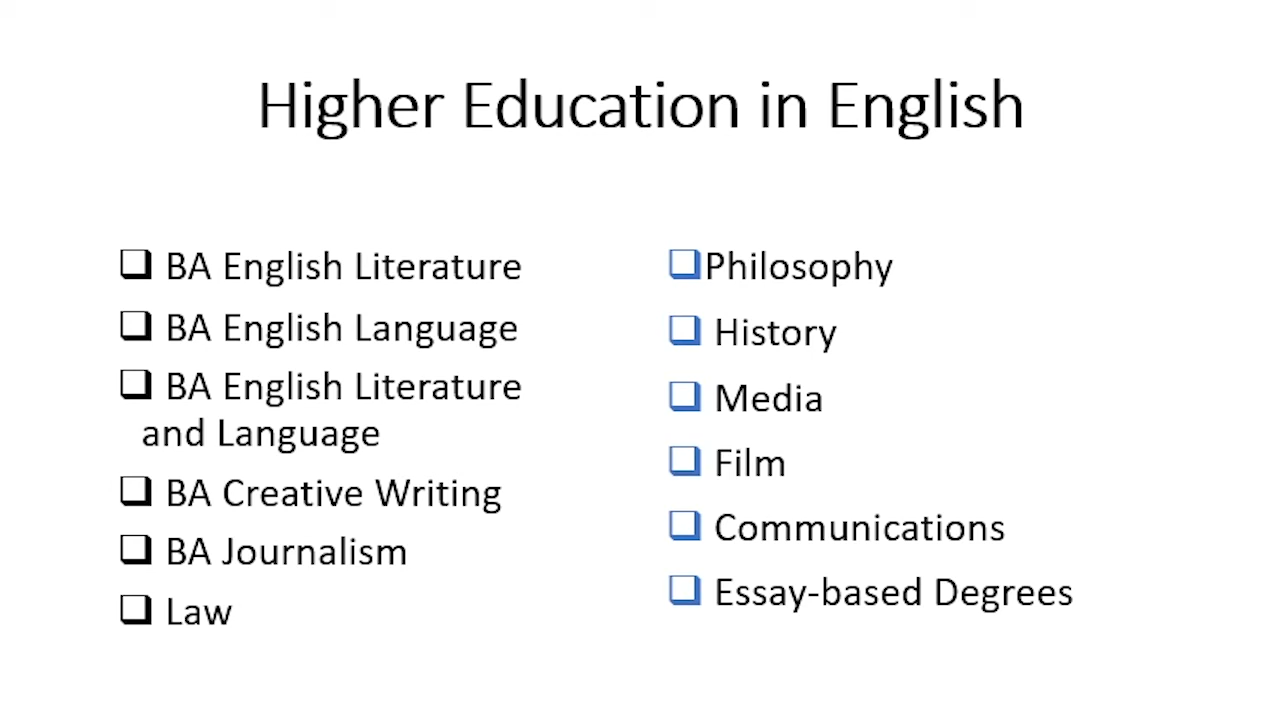 Higher Education in English
BA English Literature
BA English Language
BA English Literature
and Language
BA Creative Writing
BA Journalism
Law
Philosophy
History
Media
Film
Communications
Essay-based Degrees